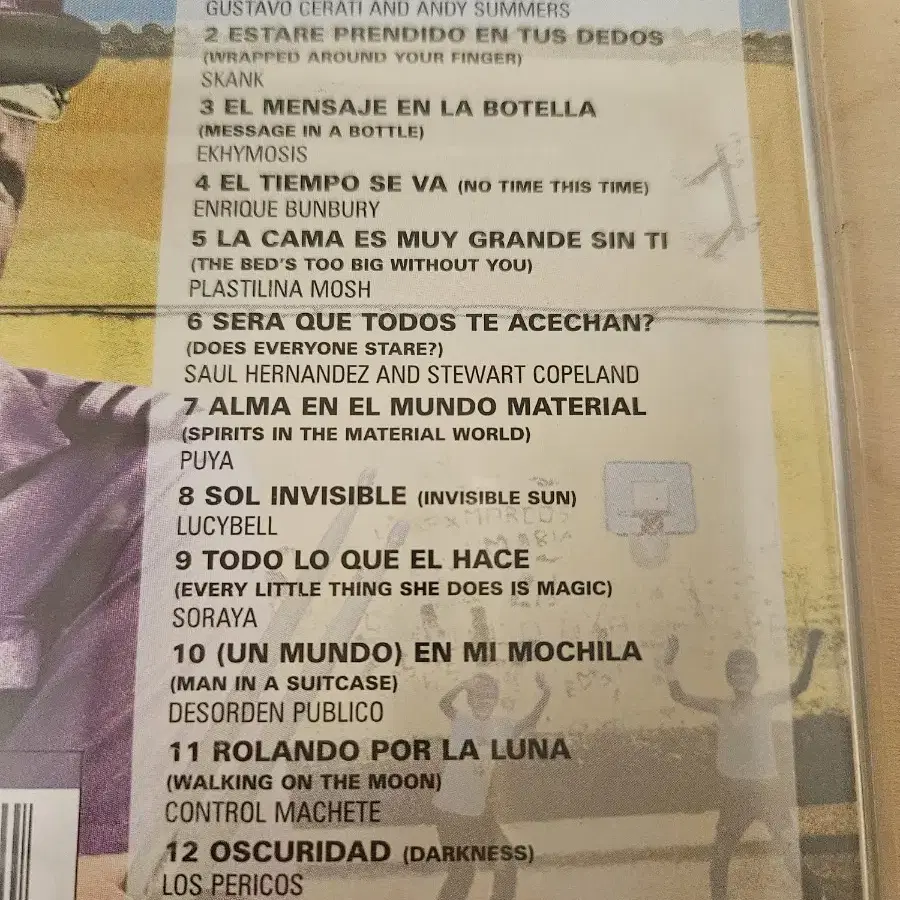 GUSTAVO CERATI AND ANDY SUMMERS
2 ESTARE PRENDIDO EN TUS DEDOS
(WRAPPED AROUND YOUR FINGER)
SKANK
3 EL MENSAJE EN LA BOTELLA
(MESSAGE IN A BOTTLE)
EKHYMOSIS
4 EL TIEMPO SE VA (NO TIME THIS TIME)
ENRIQUE BUNBURY
5 LA CAMA ES MUY GRANDE SIN TI
(THE BED'S TOO BIG WITHOUT YOU)
PLASTILINA MOSH
6 SERA QUE TODOS TE ACECHAN?
(DOES EVERYONE STARE?)
SAUL HERNANDEZ AND STEWART COPELAND
7 ALMA EN EL MUNDO MATERIAL
(SPIRITS IN THE MATERIAL WORLD)
PUYA
8 SOL INVISIBLE (INVISIBLE SUN)
LUCYBELL
MARCOS
MARIA
9 TODO LO QUE EL HACE
(EVERY LITTLE THING SHE DOES IS MAGIC)
SORAYA
10 (UN MUNDO) EN MI MOCHILA
(MAN IN A SUITCASE)
DESORDEN PUBLICO
11 ROLANDO POR LA LUNA
(WALKING ON THE MOON)
CONTROL MACHETE
12 OSCURIDAD (DARKNESS)
LOS PERICOS